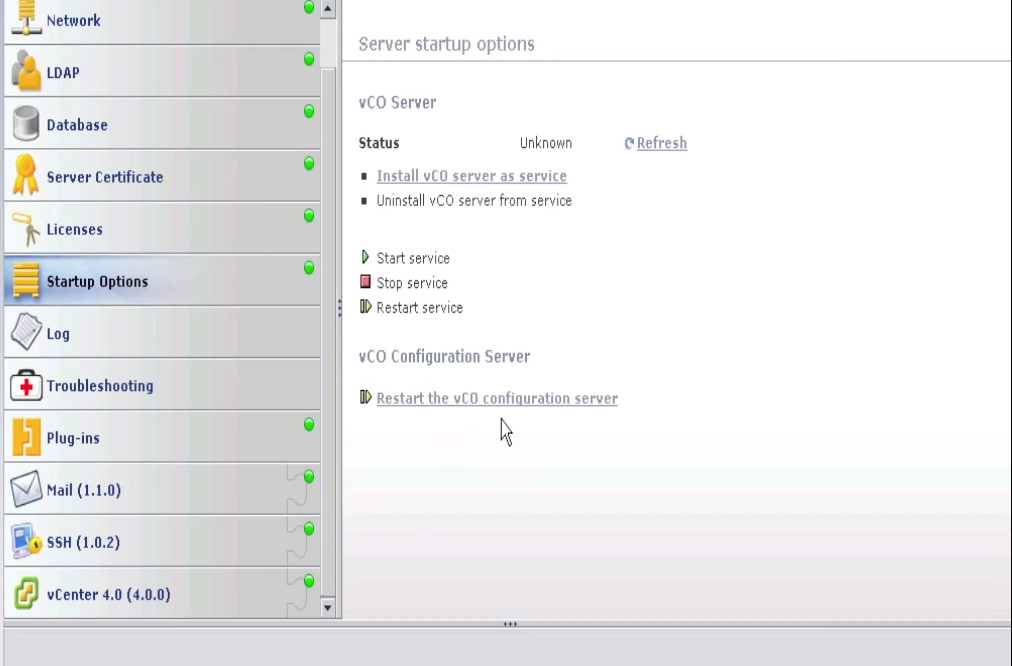 Network
LDAP
Database
Server Certificate
Licenses
Startup Options
Log
Troubleshooting
Plug-ins
Mail (1.1.0)
SSH (1.0.2)
vCenter 4.0 (4.0.0)
Server startup options
vCO Server
Status Unknown Refresh
Install vCO server as service
Uninstall vCO server from service
Start service
Stop service
Restart service
vCO Configuration Server
Restart the vCO configuration server